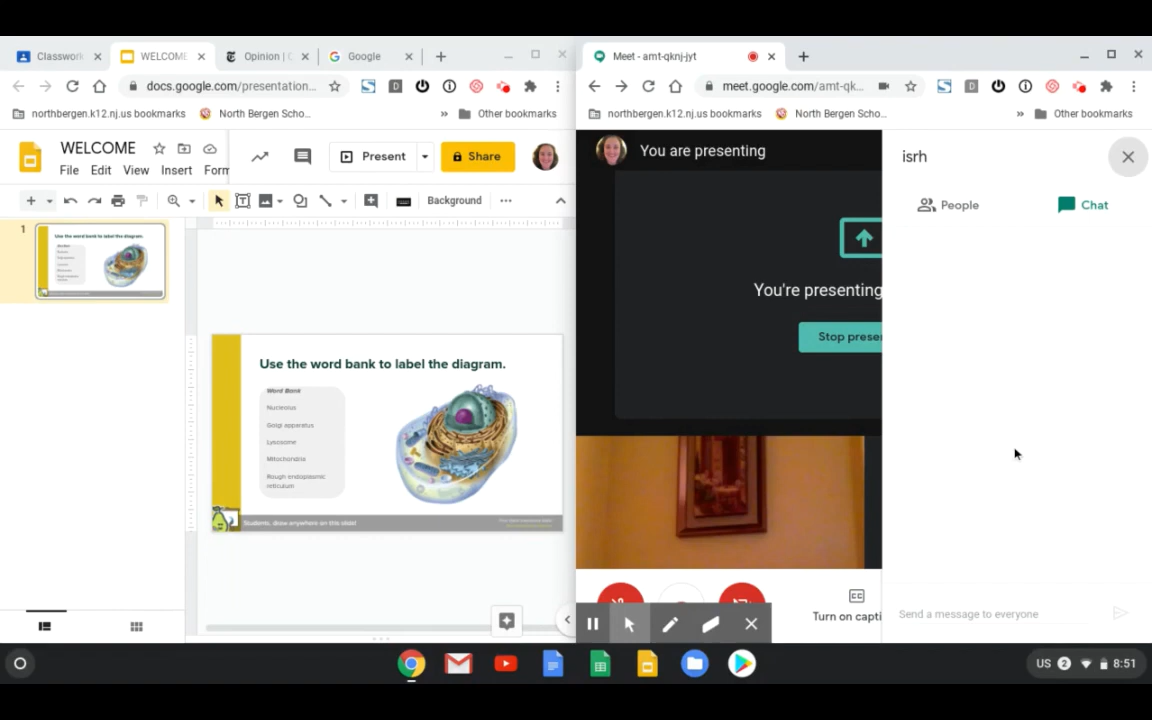 Classwork
WELCOME
Opinion | C
Google
docs.google.com/presentation...
northbergen.k12.nj.us bookmarks
North Bergen Scho...
»
Other bookmarks
WELCOME
Present
Share
File Edit View Insert Form
Background
1
Use the word bank to label the diagram.
Word Bank
Nucleolus
Golgi apparatus
Lysosome
Mitochondria
Rough endoplasmic
reticulum
Students, draw anywhere on this slide!
Meet - amt-qknj-jyt
meet.google.com/amt-qk...
northbergen.k12.nj.us bookmarks
North Bergen Scho...
»
Other bookmarks
You are presenting
You're presenting
Stop prese
CC
Turn on capti
isrh
People
Chat
Send a message to everyone
US 2 8:51